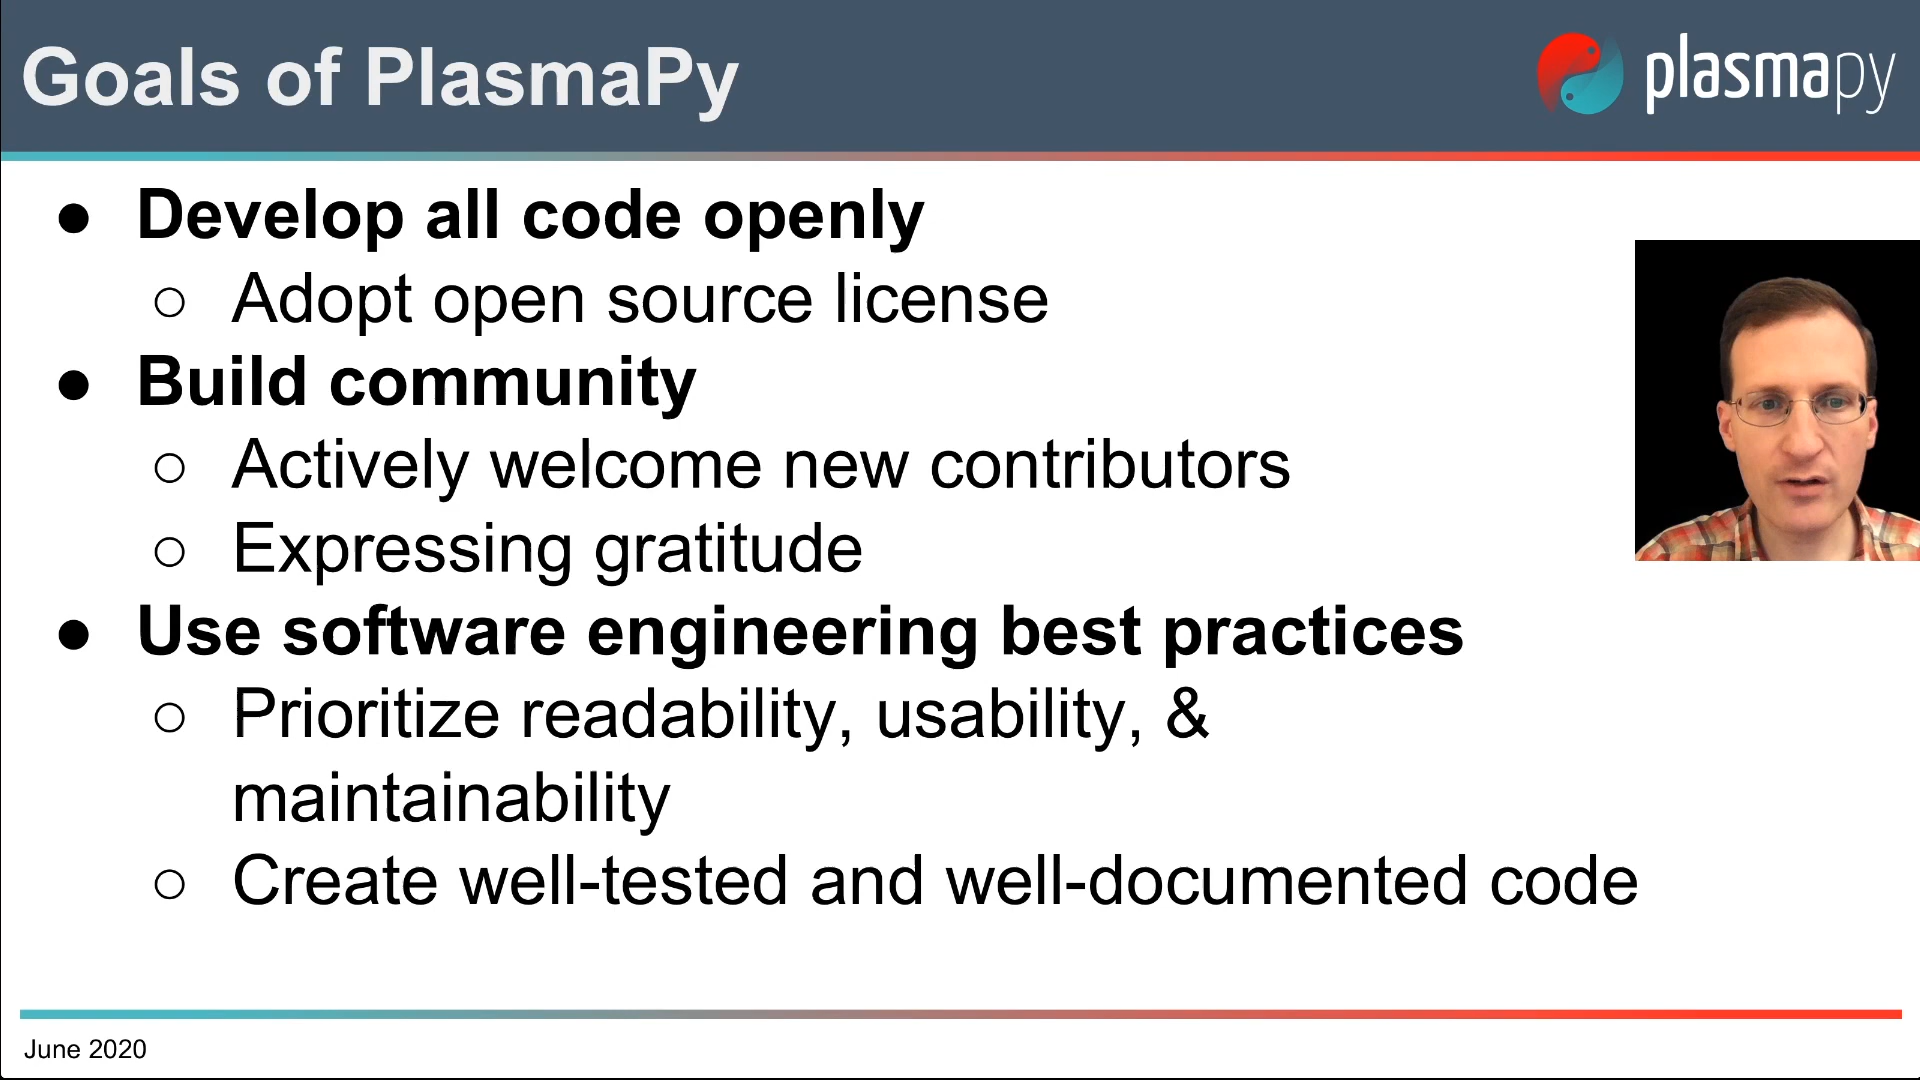 Goals of PlasmaPy
plasmapy
● Develop all code openly
○ Adopt open source license
● Build community
○ Actively welcome new contributors
○ Expressing gratitude
● Use software engineering best practices
○ Prioritize readability, usability, &
maintainability
○ Create well-tested and well-documented code
June 2020